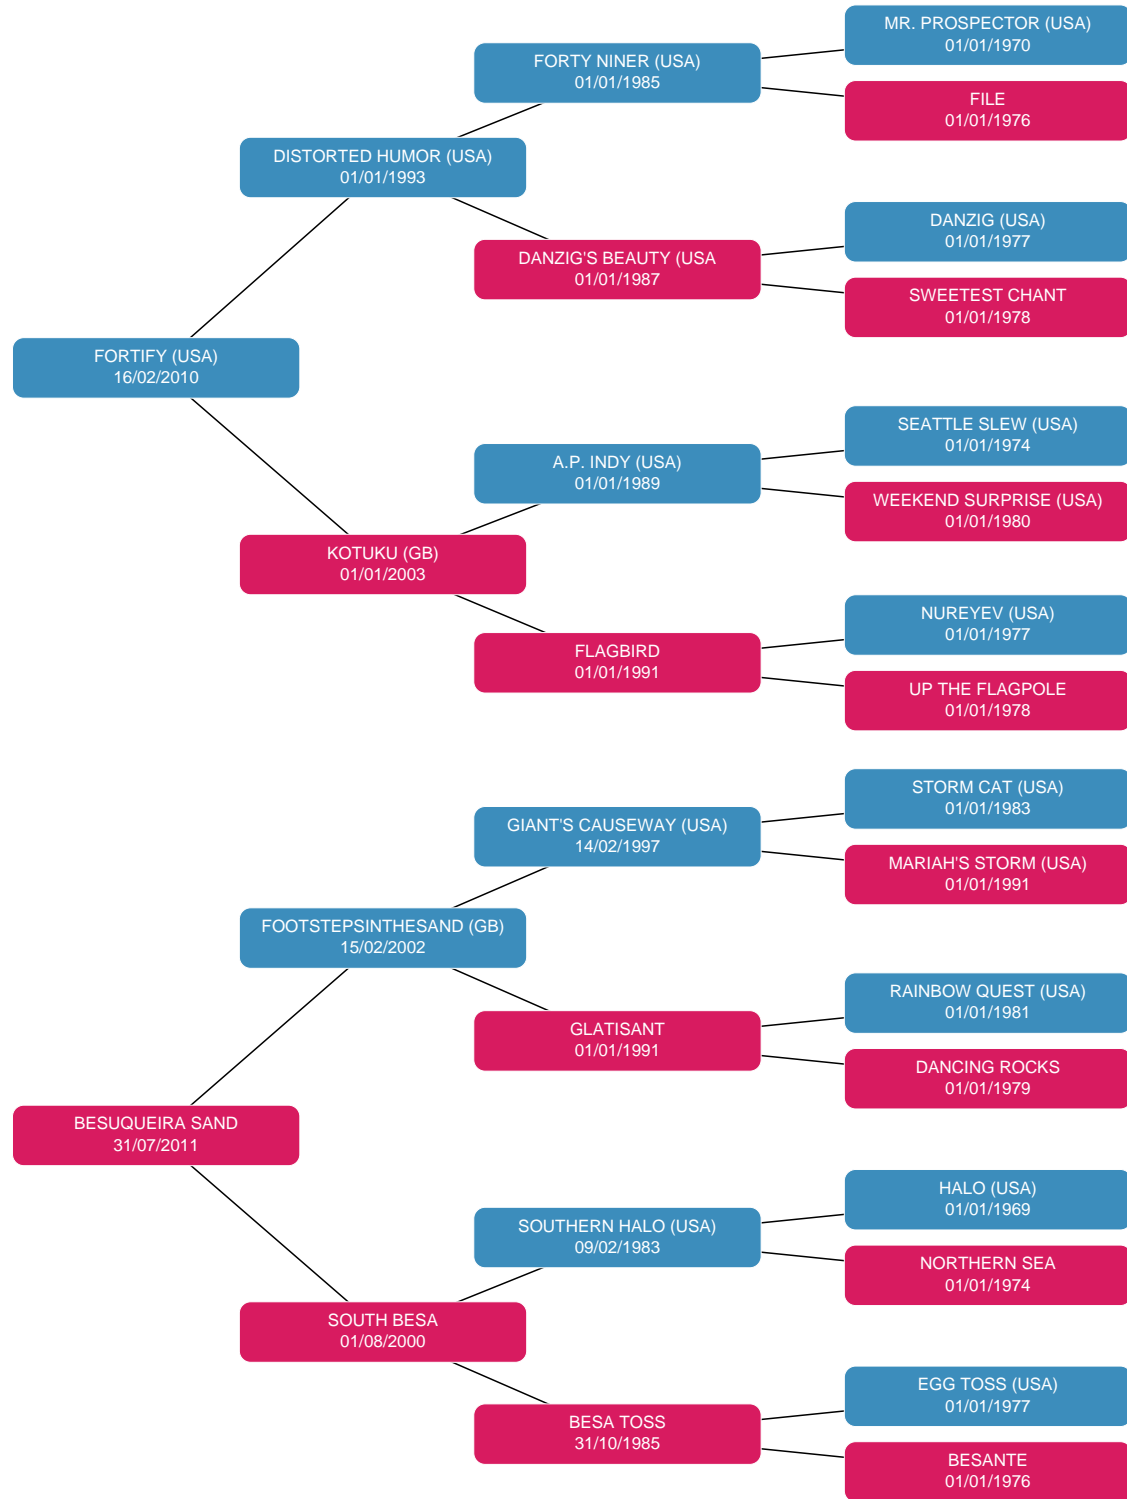 MR. PROSPECTOR (USA)
01/01/1970
FORTY NINER (USA)
01/01/1985
FILE
01/01/1976
DISTORTED HUMOR (USA)
01/01/1993
DANZIG (USA)
01/01/1977
DANZIG'S BEAUTY (USA
01/01/1987
SWEETEST CHANT
01/01/1978
FORTIFY (USA)
16/02/2010
SEATTLE SLEW (USA)
01/01/1974
A.P. INDY (USA)
01/01/1989
WEEKEND SURPRISE (USA)
01/01/1980
KOTUKU (GB)
01/01/2003
NUREYEV (USA)
01/01/1977
FLAGBIRD
01/01/1991
UP THE FLAGPOLE
01/01/1978
STORM CAT (USA)
01/01/1983
GIANT'S CAUSEWAY (USA)
14/02/1997
MARIAH'S STORM (USA)
01/01/1991
FOOTSTEPSINTHESAND (GB)
15/02/2002
RAINBOW QUEST (USA)
01/01/1981
GLATISANT
01/01/1991
DANCING ROCKS
01/01/1979
BESUQUEIRA SAND
31/07/2011
HALO (USA)
01/01/1969
SOUTHERN HALO (USA)
09/02/1983
NORTHERN SEA
01/01/1974
SOUTH BESA
01/08/2000
EGG TOSS (USA)
01/01/1977
BESA TOSS
31/10/1985
BESANTE
01/01/1976